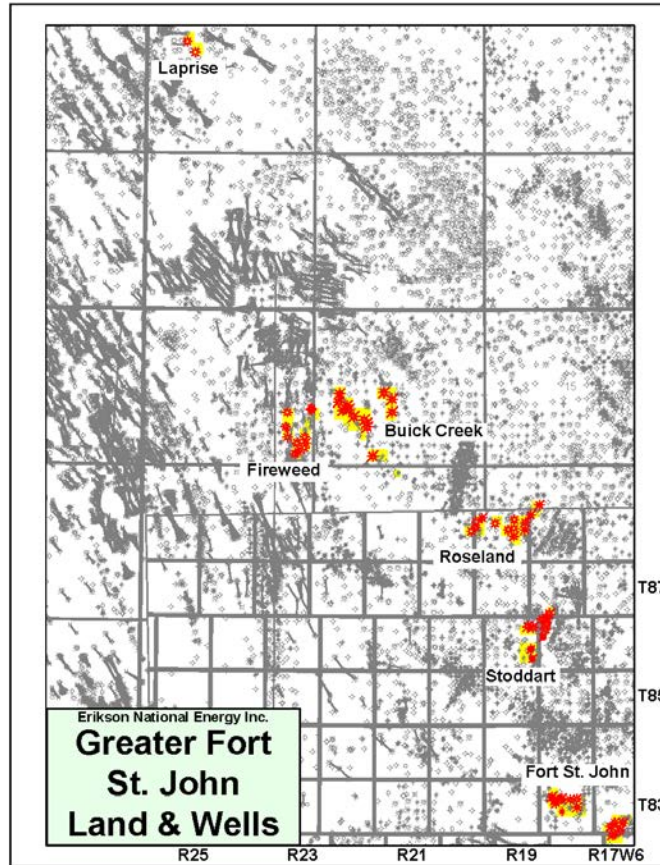 Laprise
Buick Creek
Fireweed
Roseland
T87
Stoddart
T85
Erikson National Energy Inc.
Greater Fort
St. John
Land & Wells
Fort St. John
T83
R25 R23 R21 R19 R17W6